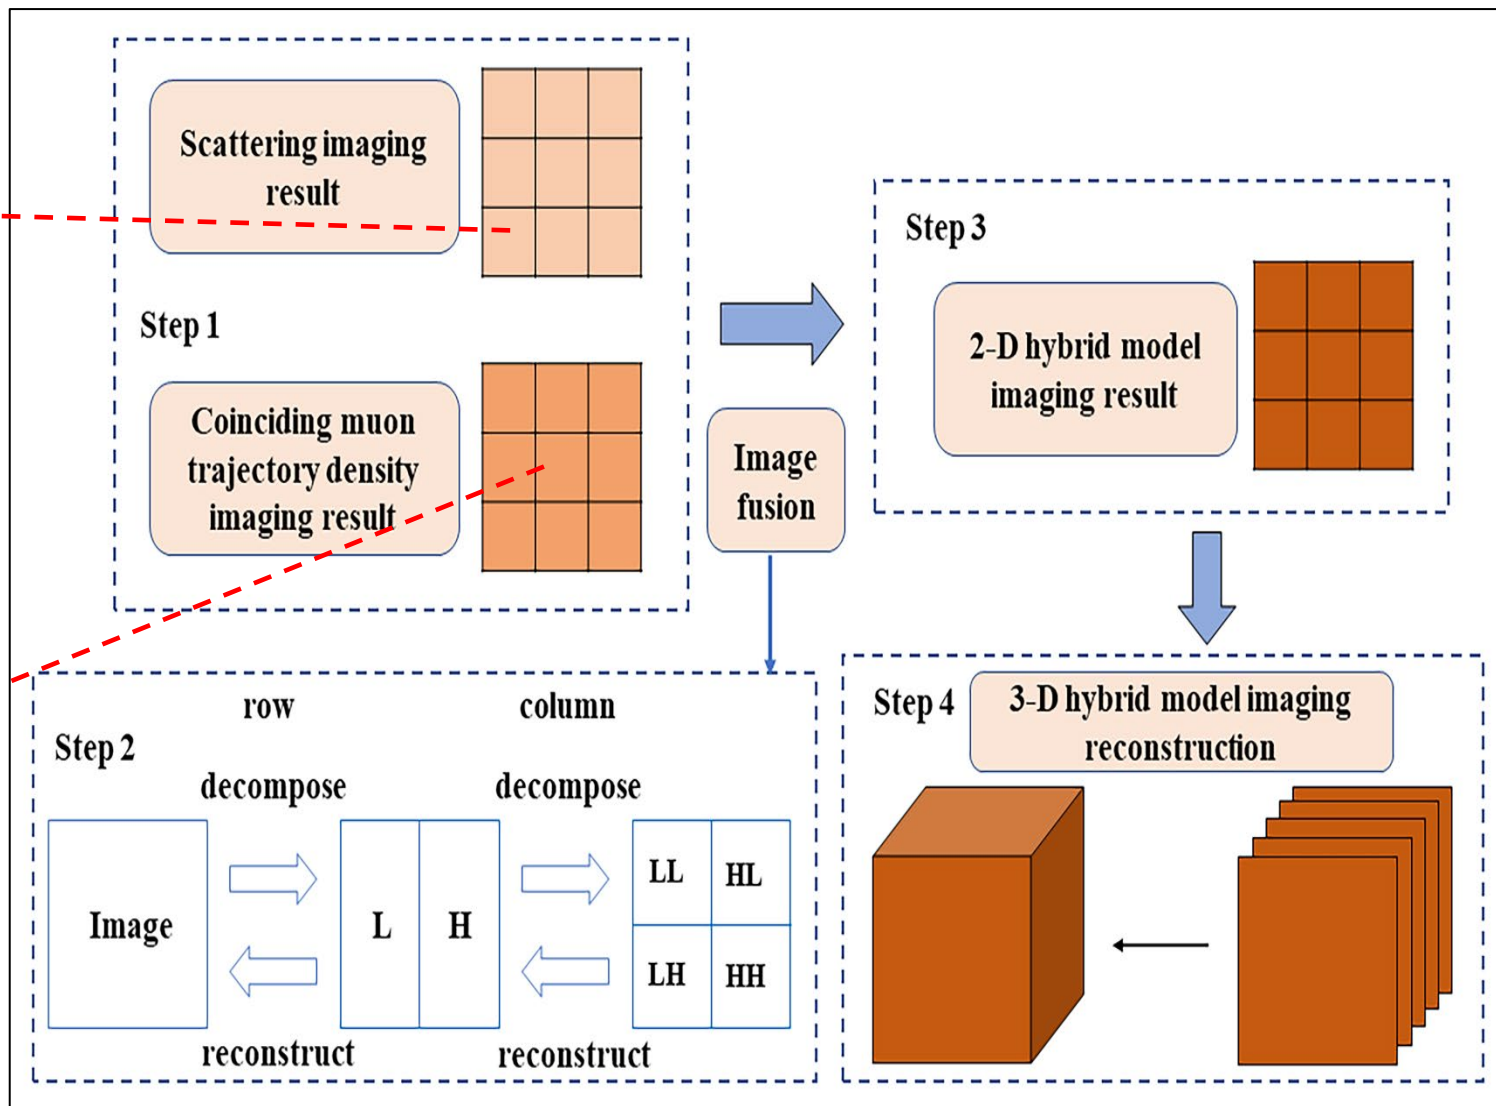 Scattering imaging
result
Step 1
Coinciding muon
trajectory density
imaging result
Image
fusion
Step 3
2-D hybrid model
imaging result
row
column
Step 2
decompose
decompose
Image
L
H
LL
HL
LH
HH
reconstruct
reconstruct
Step 4
3-D hybrid model imaging
reconstruction